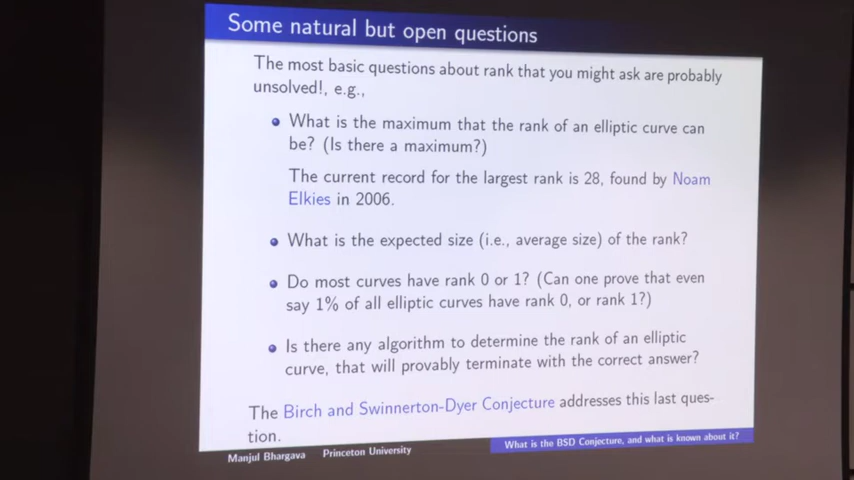 Some natural but open questions
The most basic questions about rank that you might ask are probably
unsolved!, e.g.,
What is the maximum that the rank of an elliptic curve can
be? (Is there a maximum?)
The current record for the largest rank is 28, found by Noam
Elkies in 2006.
What is the expected size (i.e., average size) of the rank?
Do most curves have rank 0 or 1? (Can one prove that even
say 1% of all elliptic curves have rank 0, or rank 1?)
Is there any algorithm to determine the rank of an elliptic
curve, that will provably terminate with the correct answer?
The Birch and Swinnerton-Dyer Conjecture addresses this last ques-
tion.
Manjul Bhargava Princeton University
What is the BSD Conjecture, and what is known about it?